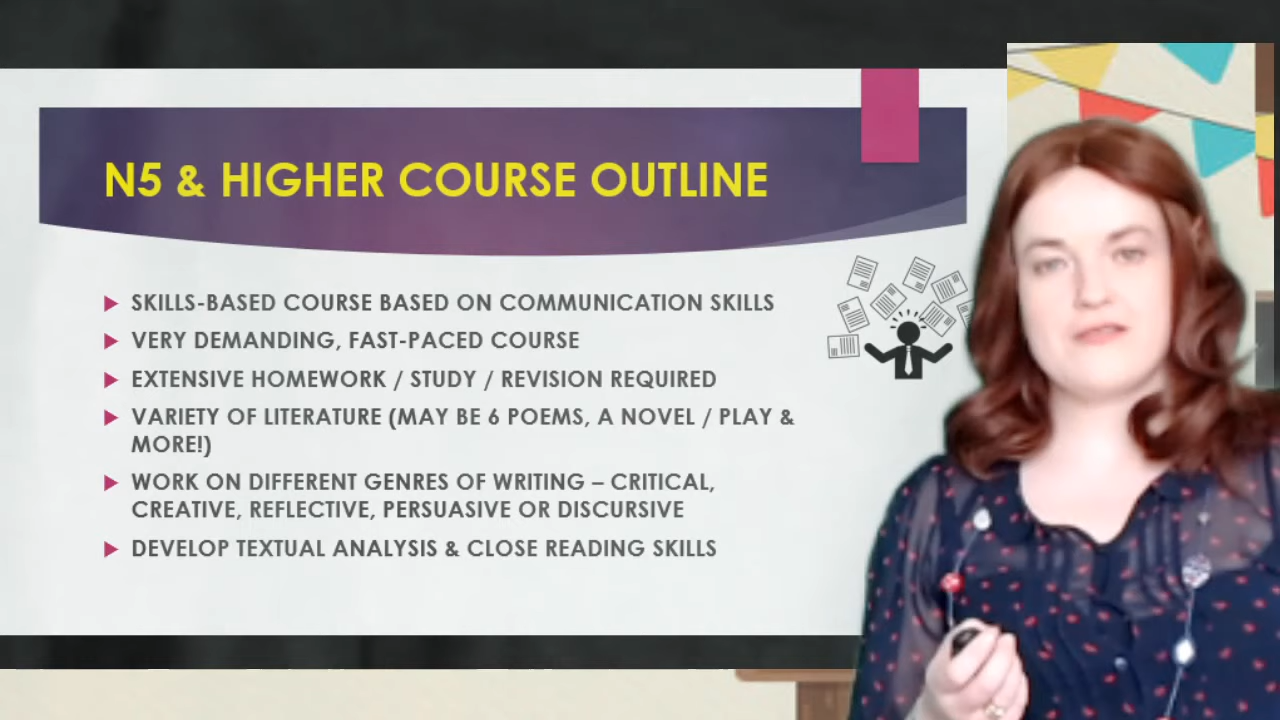 N5 & HIGHER COURSE OUTLINE
SKILLS-BASED COURSE BASED ON COMMUNICATION SKILLS
VERY DEMANDING, FAST-PACED COURSE
EXTENSIVE HOMEWORK / STUDY / REVISION REQUIRED
VARIETY OF LITERATURE (MAY BE 6 POEMS, A NOVEL / PLAY &
MORE!)
WORK ON DIFFERENT GENRES OF WRITING – CRITICAL,
CREATIVE, REFLECTIVE, PERSUASIVE OR DISCURSIVE
DEVELOP TEXTUAL ANALYSIS & CLOSE READING SKILLS